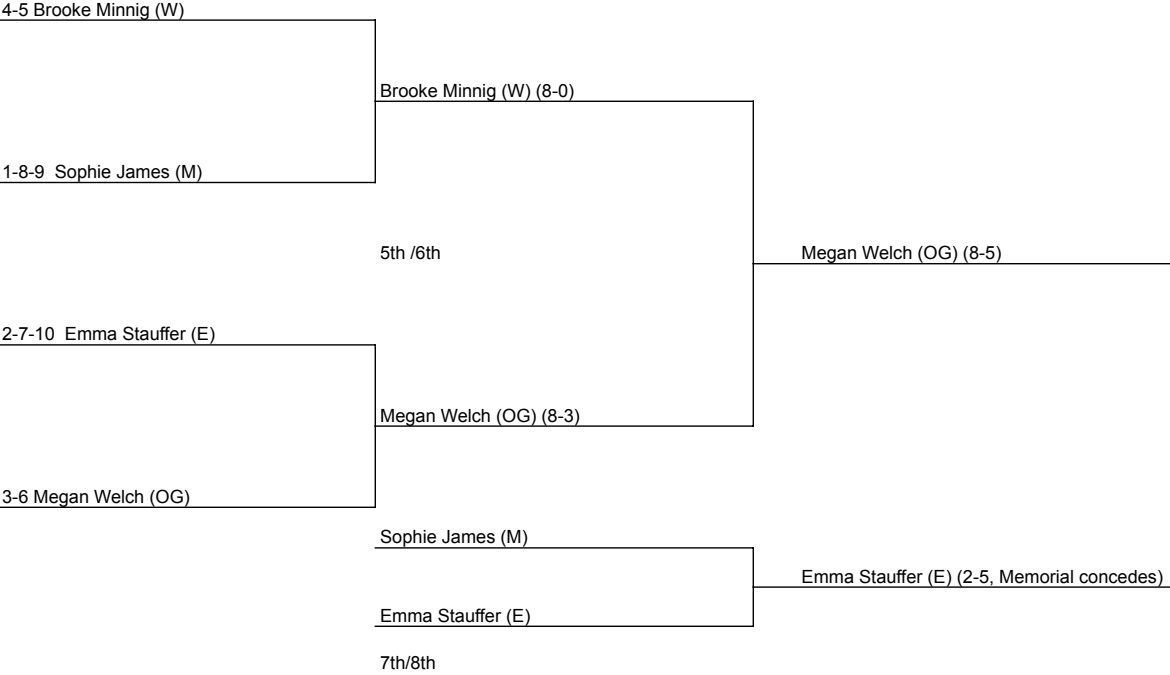 4-5 Brooke Minnig (W)
Brooke Minnig (W) (8-0)
1-8-9  Sophie James (M)
5th /6th
Megan Welch (OG) (8-5)
2-7-10  Emma Stauffer (E)
Megan Welch (OG) (8-3)
3-6 Megan Welch (OG)
Sophie James (M)
Emma Stauffer (E) (2-5, Memorial concedes)
Emma Stauffer (E)
7th/8th